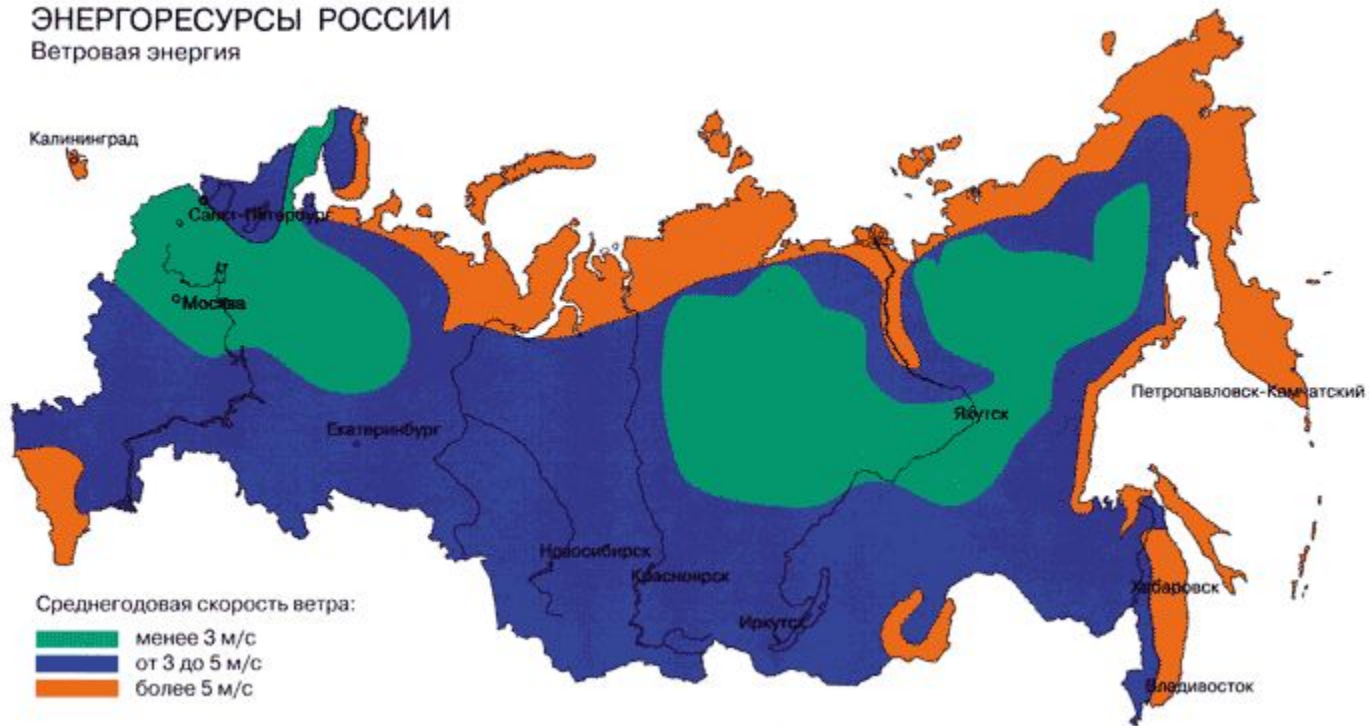 ЭНЕРГОРЕСУРСЫ РОССИИ
Ветровая энергия
Калининград
Санкт-Петербург
Москва
Петропавловск-Камчатский
Якутск
Екатеринбург
Новосибирск
Красноярск
Хабаровск
Иркутск
Владивосток
Среднегодовая скорость ветра:
менее 3 м/с
от 3 до 5 м/с
более 5 м/с